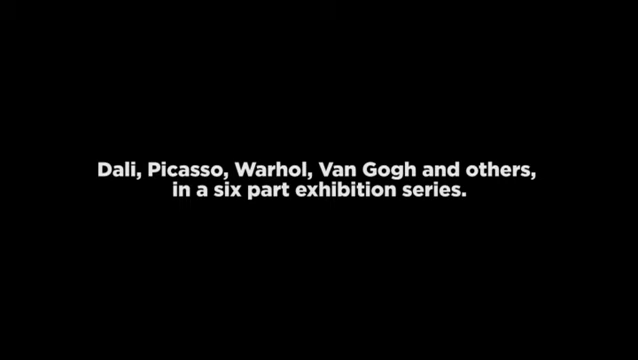 Dali, Picasso, Warhol, Van Gogh and others,
in a six part exhibition series.